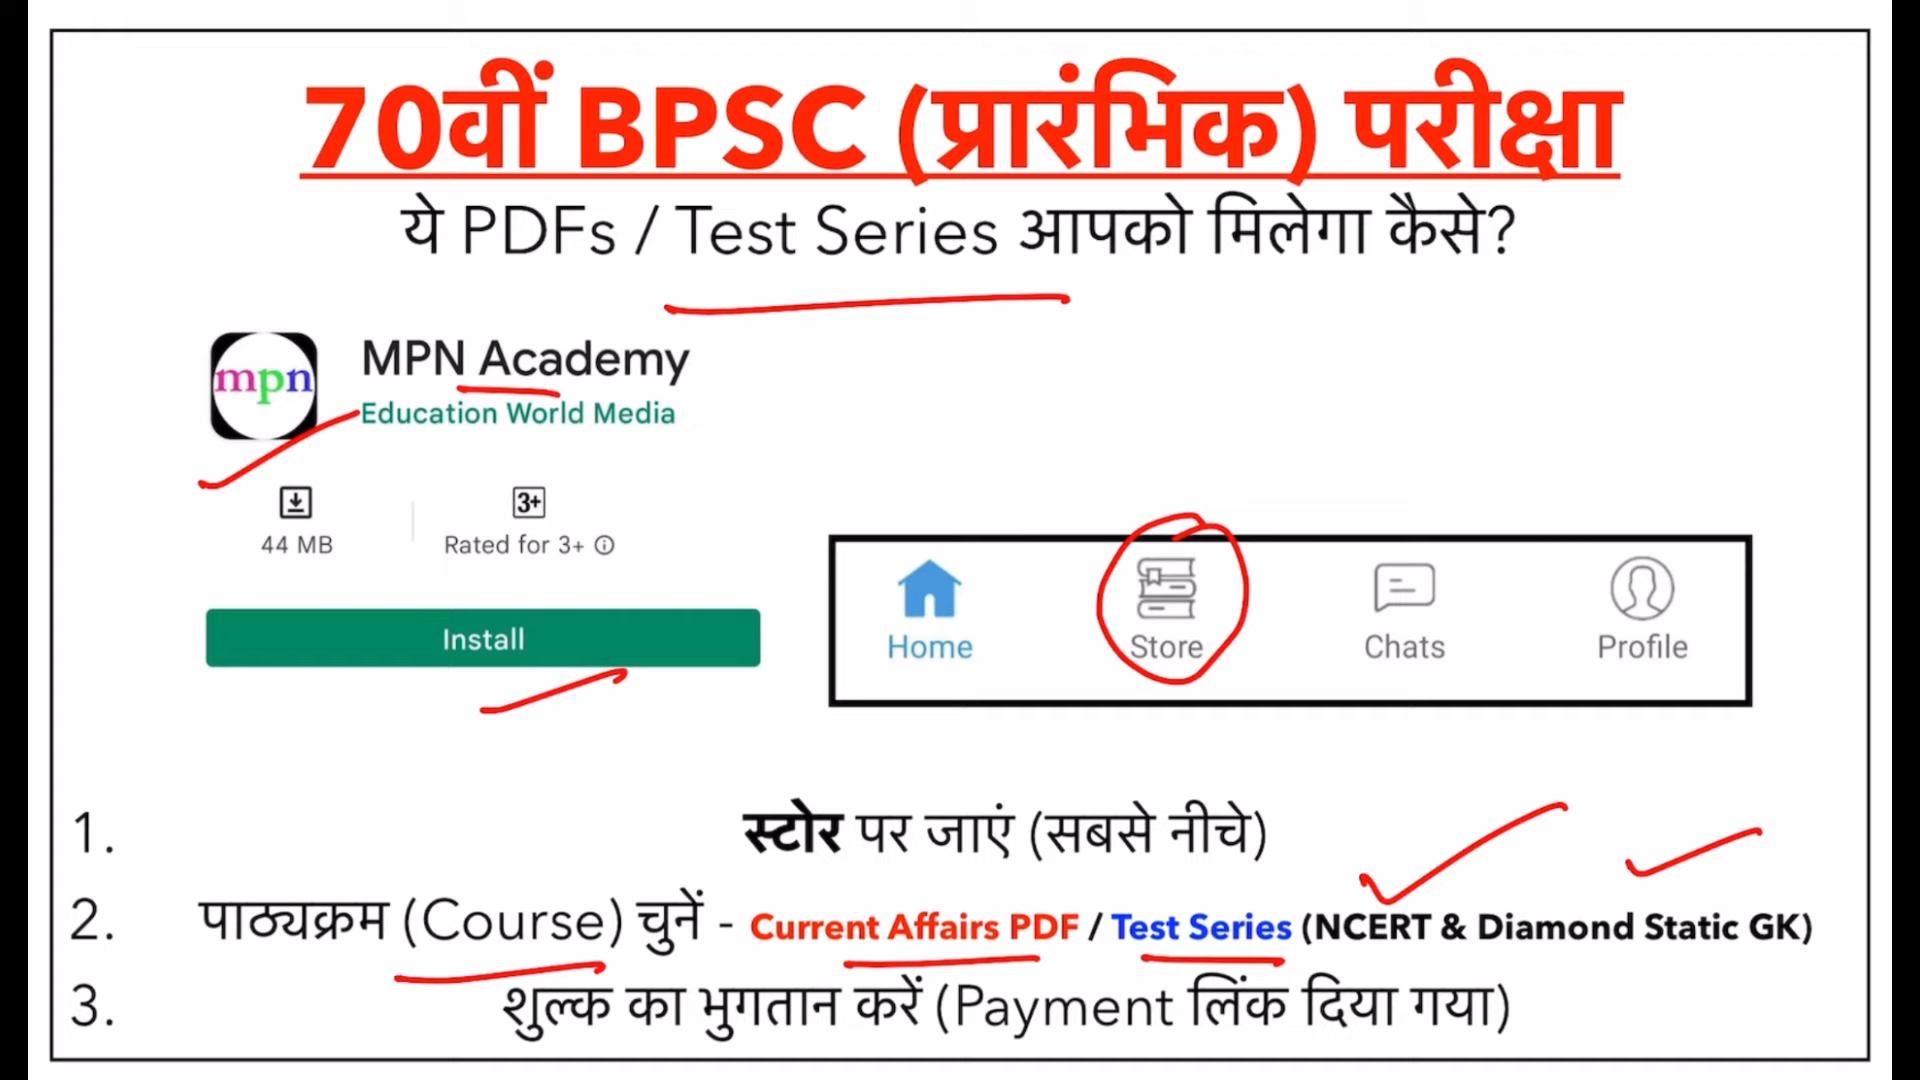 70वीं BPSC (प्रारंभिक) परीक्षा
ये PDFs / Test Series आपको मिलेगा कैसे?
mpn
MPN Academy
Education World Media
3+
44 MB
Rated for 3+
Install
Home
Store
Chats
Profile
1. स्टोर पर जाएं (सबसे नीचे)
2. पाठ्यक्रम (Course) चुनें - Current Affairs PDF / Test Series (NCERT & Diamond Static GK)
3. शुल्क का भुगतान करें (Payment लिंक दिया गया)